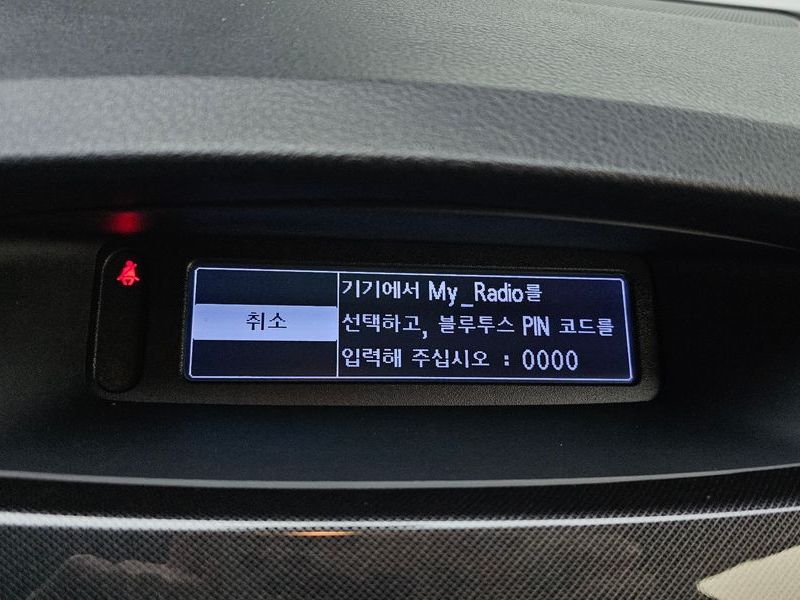 취소
기기에서 My_Radio를
선택하고, 블루투스 PIN 코드를
입력해 주십시오 : 0000